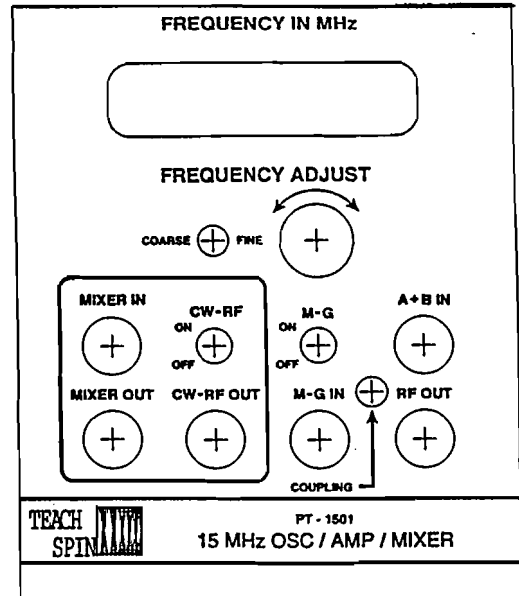 FREQUENCY IN MHz
FREQUENCY ADJUST
COARSE FINE
MIXER IN CW-RF M-G A+B IN
ON ON
OFF OFF
MIXER OUT CW-RF OUT M-G IN RF OUT
COUPLING
TEACH SPIN
PT - 1501
15 MHz OSC / AMP / MIXER